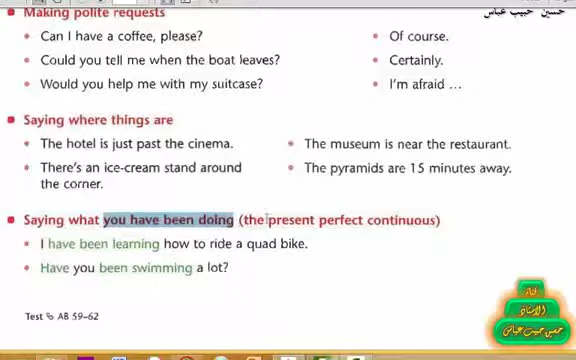 Making polite requests
حسين حبيب عباس
• Can I have a coffee, please?
• Of course.
• Could you tell me when the boat leaves?
• Certainly.
• Would you help me with my suitcase?
• I'm afraid …
Saying where things are
• The hotel is just past the cinema.
• The museum is near the restaurant.
• There's an ice-cream stand around
the corner.
• The pyramids are 15 minutes away.
Saying what you have been doing (the present perfect continuous)
• I have been learning how to ride a quad bike.
• Have you been swimming a lot?
Test AB 59–62
قناة
الاستاذ
حسين حبيب عباس